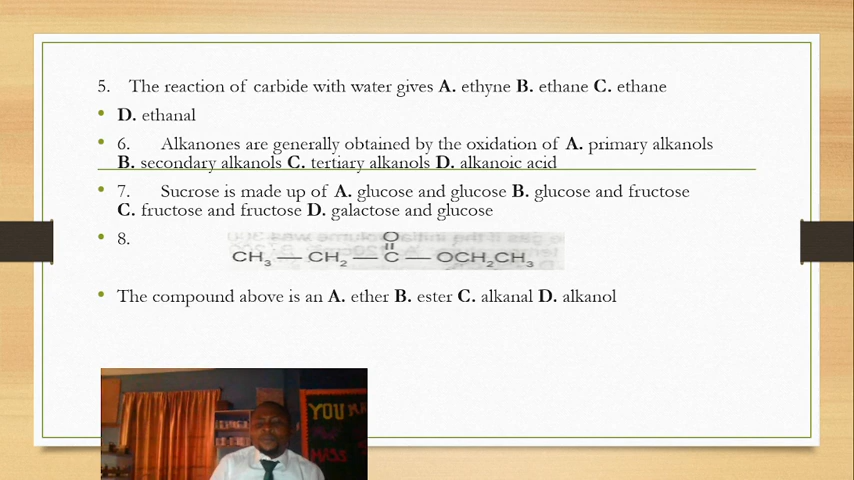 5. The reaction of carbide with water gives A. ethyne B. ethane C. ethane
• D. ethanal
• 6. Alkanones are generally obtained by the oxidation of A. primary alkanols
B. secondary alkanols C. tertiary alkanols D. alkanoic acid
• 7. Sucrose is made up of A. glucose and glucose B. glucose and fructose
C. fructose and fructose D. galactose and glucose
• 8.
O
CH₃ — CH₂ — C — OCH₂CH₃
• The compound above is an A. ether B. ester C. alkanal D. alkanol
YOU